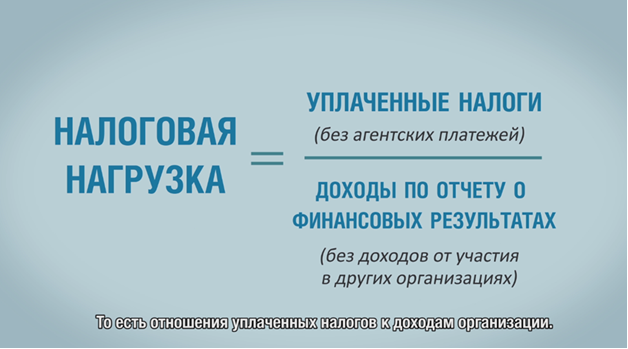 НАЛОГОВАЯ
НАГРУЗКА
=
УПЛАЧЕННЫЕ НАЛОГИ
(без агентских платежей)
ДОХОДЫ ПО ОТЧЕТУ О
ФИНАНСОВЫХ РЕЗУЛЬТАТАХ
(без доходов от участия
в других организациях)
То есть отношения уплаченных налогов к доходам организации.